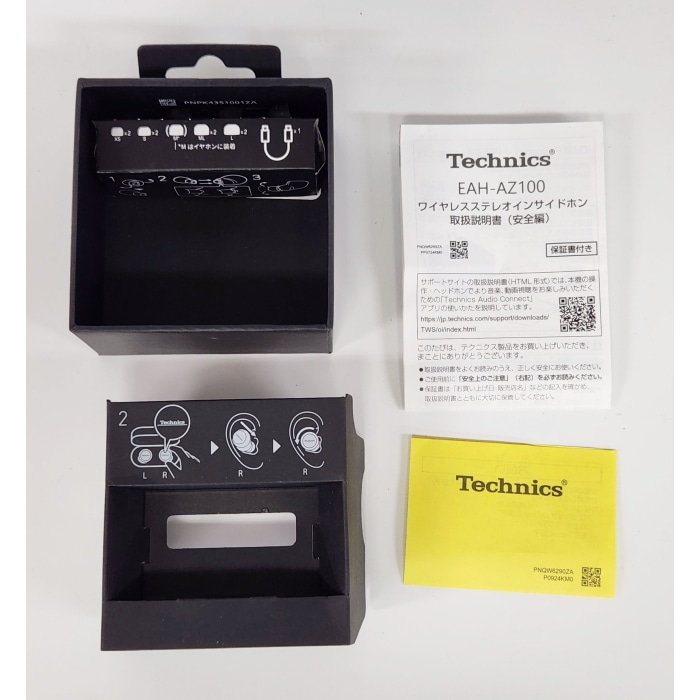 PNPK4351001ZA
×2 ×2 ×2 ×2 ×2 ×1
XS S M* ML L
*Mはイヤホンに装着
1 2 3
Technics®
EAH-AZ100
ワイヤレスステレオインサイドホン
取扱説明書（安全編）
PNQW6289ZA
PP0924KM0
保証書付き
サポートサイトの取扱説明書(HTML 形式)では、本機の操
作・ヘッドホンでより音楽、動画視聴をお楽しみいただく
ための「Technics Audio Connect」
アプリの使いかたを説明しています。
https://jp.technics.com/support/downloads/
TWS/oi/index.html
このたびは、テクニクス製品をお買い上げいただき、
まことにありがとうございます。
●取扱説明書をよくお読みのうえ、正しく安全にお使いください。
●ご使用前に「安全上のご注意」（右記）を必ずお読みください。
●保証書は「お買い上げ日・販売店名」などの記入を確かめ、
取扱説明書とともに大切に保管してください。
2
Technics
L R
R
R
Technics®
PNQW6290ZA
P0924KM0